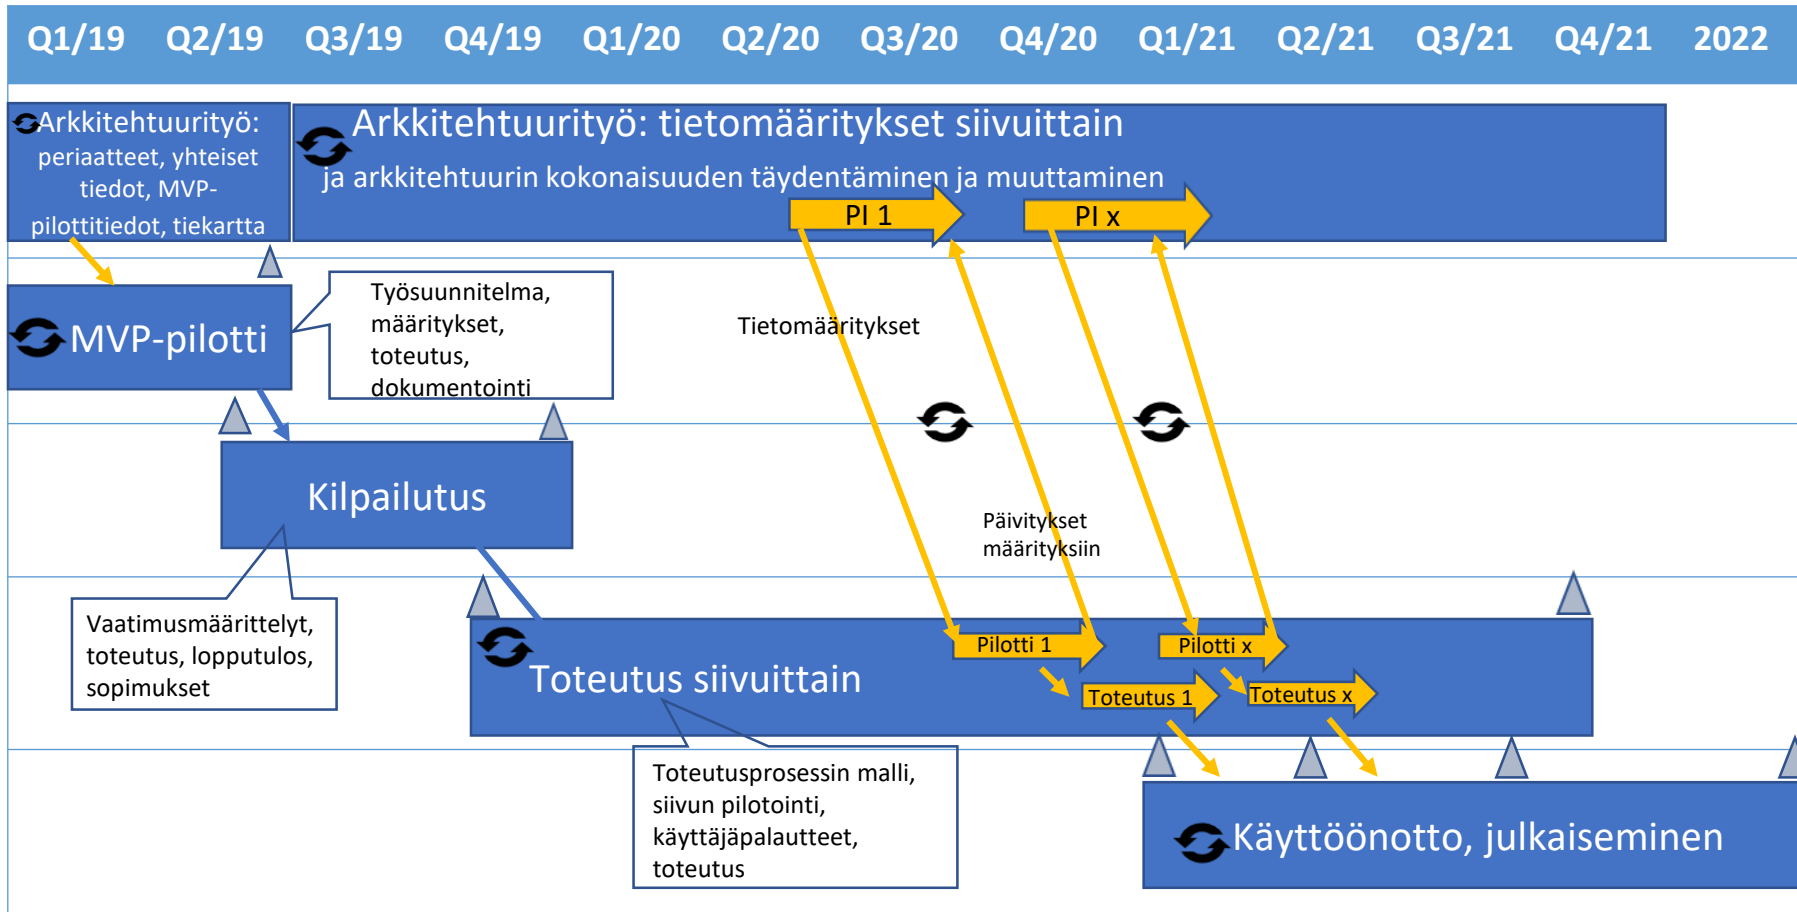 Q1/19 Q2/19 Q3/19 Q4/19 Q1/20 Q2/20 Q3/20 Q4/20 Q1/21 Q2/21 Q3/21 Q4/21 2022
Arkkitehtuurityö:
periaatteet, yhteiset
tiedot, MVP-
pilottitiedot, tiekartta
Arkkitehtuurityö: tietomääritykset siivuittain
ja arkkitehtuurin kokonaisuuden täydentäminen ja muuttaminen
PI 1
PI x
MVP-pilotti
Työsuunnitelma,
määritykset,
toteutus,
dokumentointi
Tietomääritykset
Kilpailutus
Päivitykset
määrityksiin
Vaatimusmäärittelyt,
toteutus, lopputulos,
sopimukset
Toteutus siivuittain
Pilotti 1
Pilotti x
Toteutus 1
Toteutus x
Toteutusprosessin malli,
siivun pilotointi,
käyttäjäpalautteet,
toteutus
Käyttöönotto, julkaiseminen